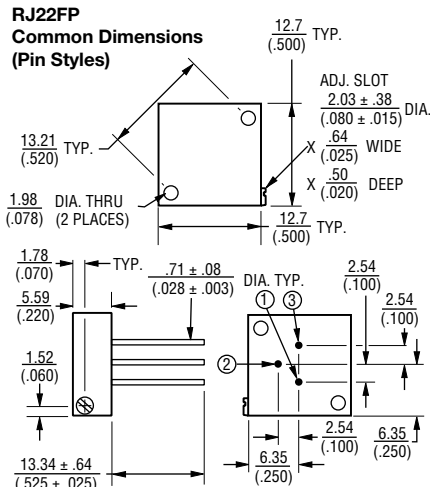 RJ22FP
Common Dimensions
(Pin Styles)
12.7
(.500) TYP.
ADJ. SLOT
2.03 ± .38
(.080 ± .015) DIA.
X .64
(.025) WIDE
X .50
(.020) DEEP
13.21
(.520) TYP.
1.98
(.078) DIA. THRU
(2 PLACES)
12.7
(.500) TYP.
1.78
(.070) TYP.
5.59
(.220)
.71 ± .08
(.028 ± .003) DIA. TYP.
1.52
(.060)
13.34 ± .64
(.525 ± .025)
1
3
2
2.54
(.100)
2.54
(.100)
2.54
(.100)
6.35
(.250)
6.35
(.250)